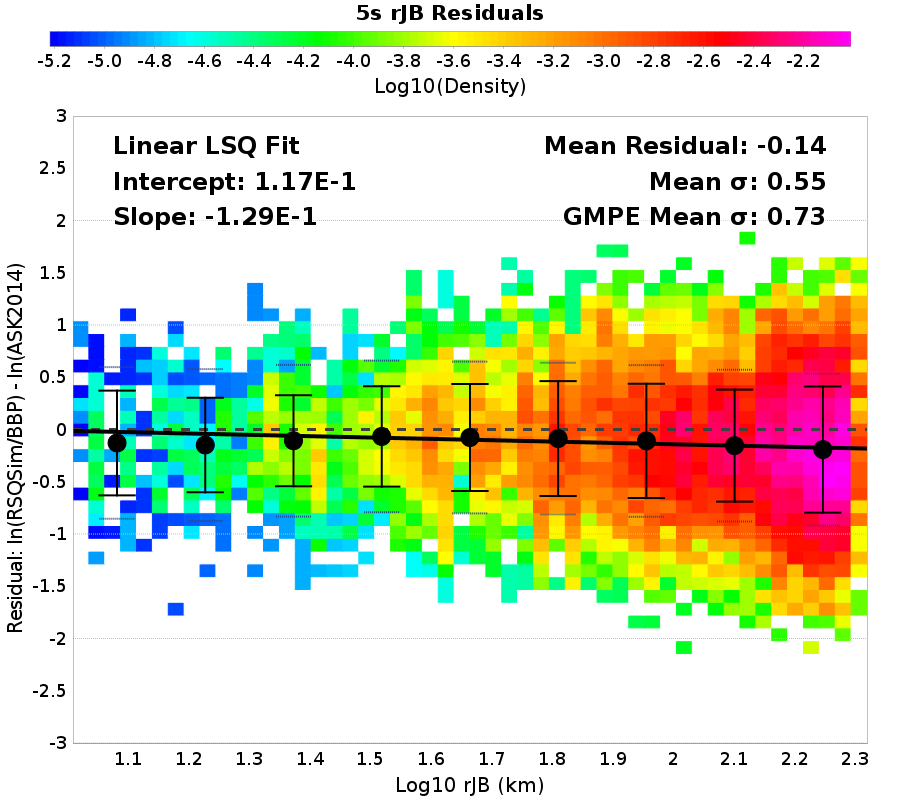 5s rJB Residuals
-5.2 -5.0 -4.8 -4.6 -4.4 -4.2 -4.0 -3.8 -3.6 -3.4 -3.2 -3.0 -2.8 -2.6 -2.4 -2.2
Log10(Density)
Linear LSQ Fit
Intercept: 1.17E-1
Slope: -1.29E-1
Mean Residual: -0.14
Mean σ: 0.55
GMPE Mean σ: 0.73
Residual: ln(RSQSim/BBP) - ln(ASK2014)
3
2.5
2
1.5
1
0.5
0
-0.5
-1
-1.5
-2
-2.5
-3
1.1 1.2 1.3 1.4 1.5 1.6 1.7 1.8 1.9 2 2.1 2.2 2.3
Log10 rJB (km)